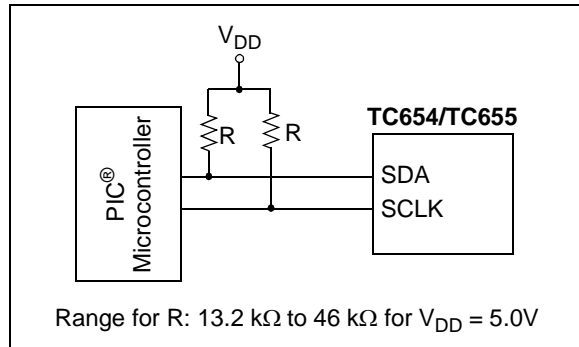 V_DD
R
R
TC654/TC655
PIC®
Microcontroller
SDA
SCLK
Range for R: 13.2 kΩ to 46 kΩ for V_DD = 5.0V